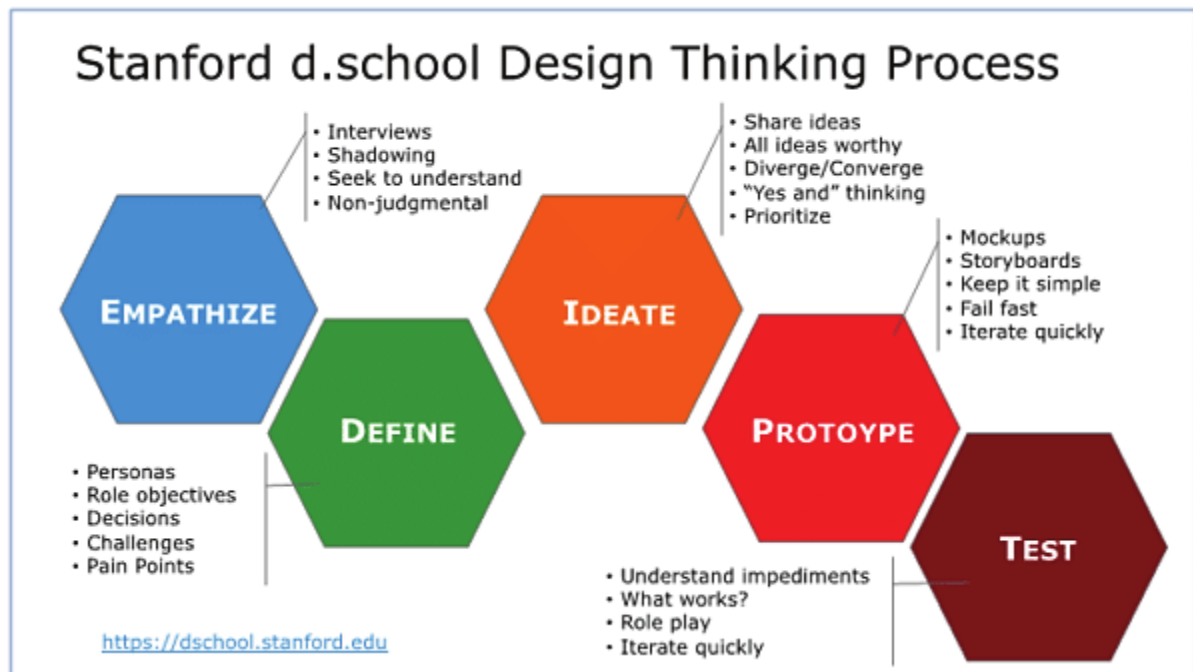 Stanford d.school Design Thinking Process
• Interviews
• Shadowing
• Seek to understand
• Non-judgmental
EMPATHIZE
DEFINE
• Personas
• Role objectives
• Decisions
• Challenges
• Pain Points
• Share ideas
• All ideas worthy
• Diverge/Converge
• “Yes and” thinking
• Prioritize
IDEATE
• Mockups
• Storyboards
• Keep it simple
• Fail fast
• Iterate quickly
PROTOYPE
TEST
• Understand impediments
• What works?
• Role play
• Iterate quickly
https://dschool.stanford.edu